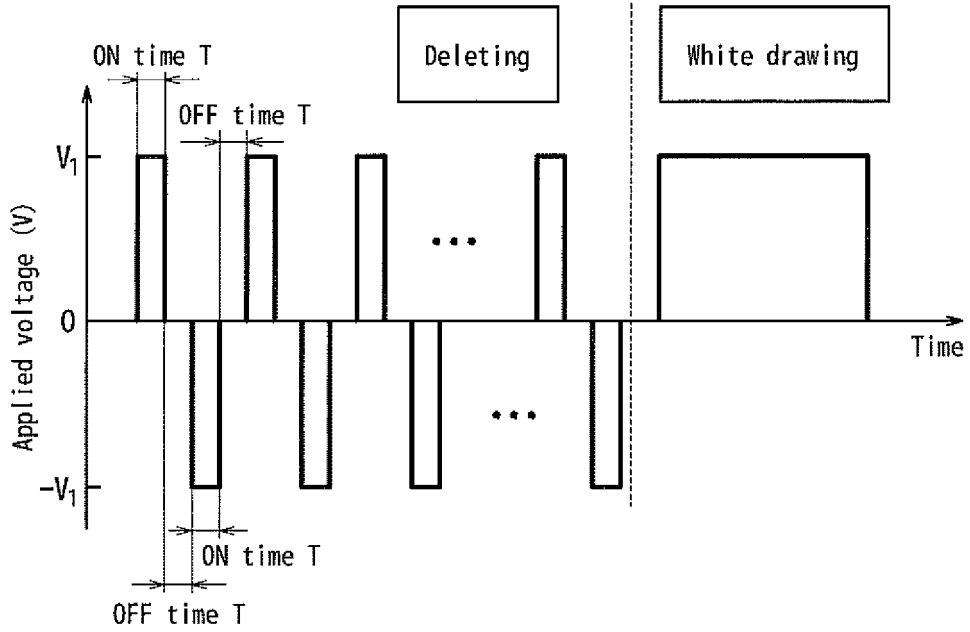 Deleting
White drawing
ON time T
OFF time T
V₁
Applied voltage (V)
0
Time
-V₁
ON time T
OFF time T